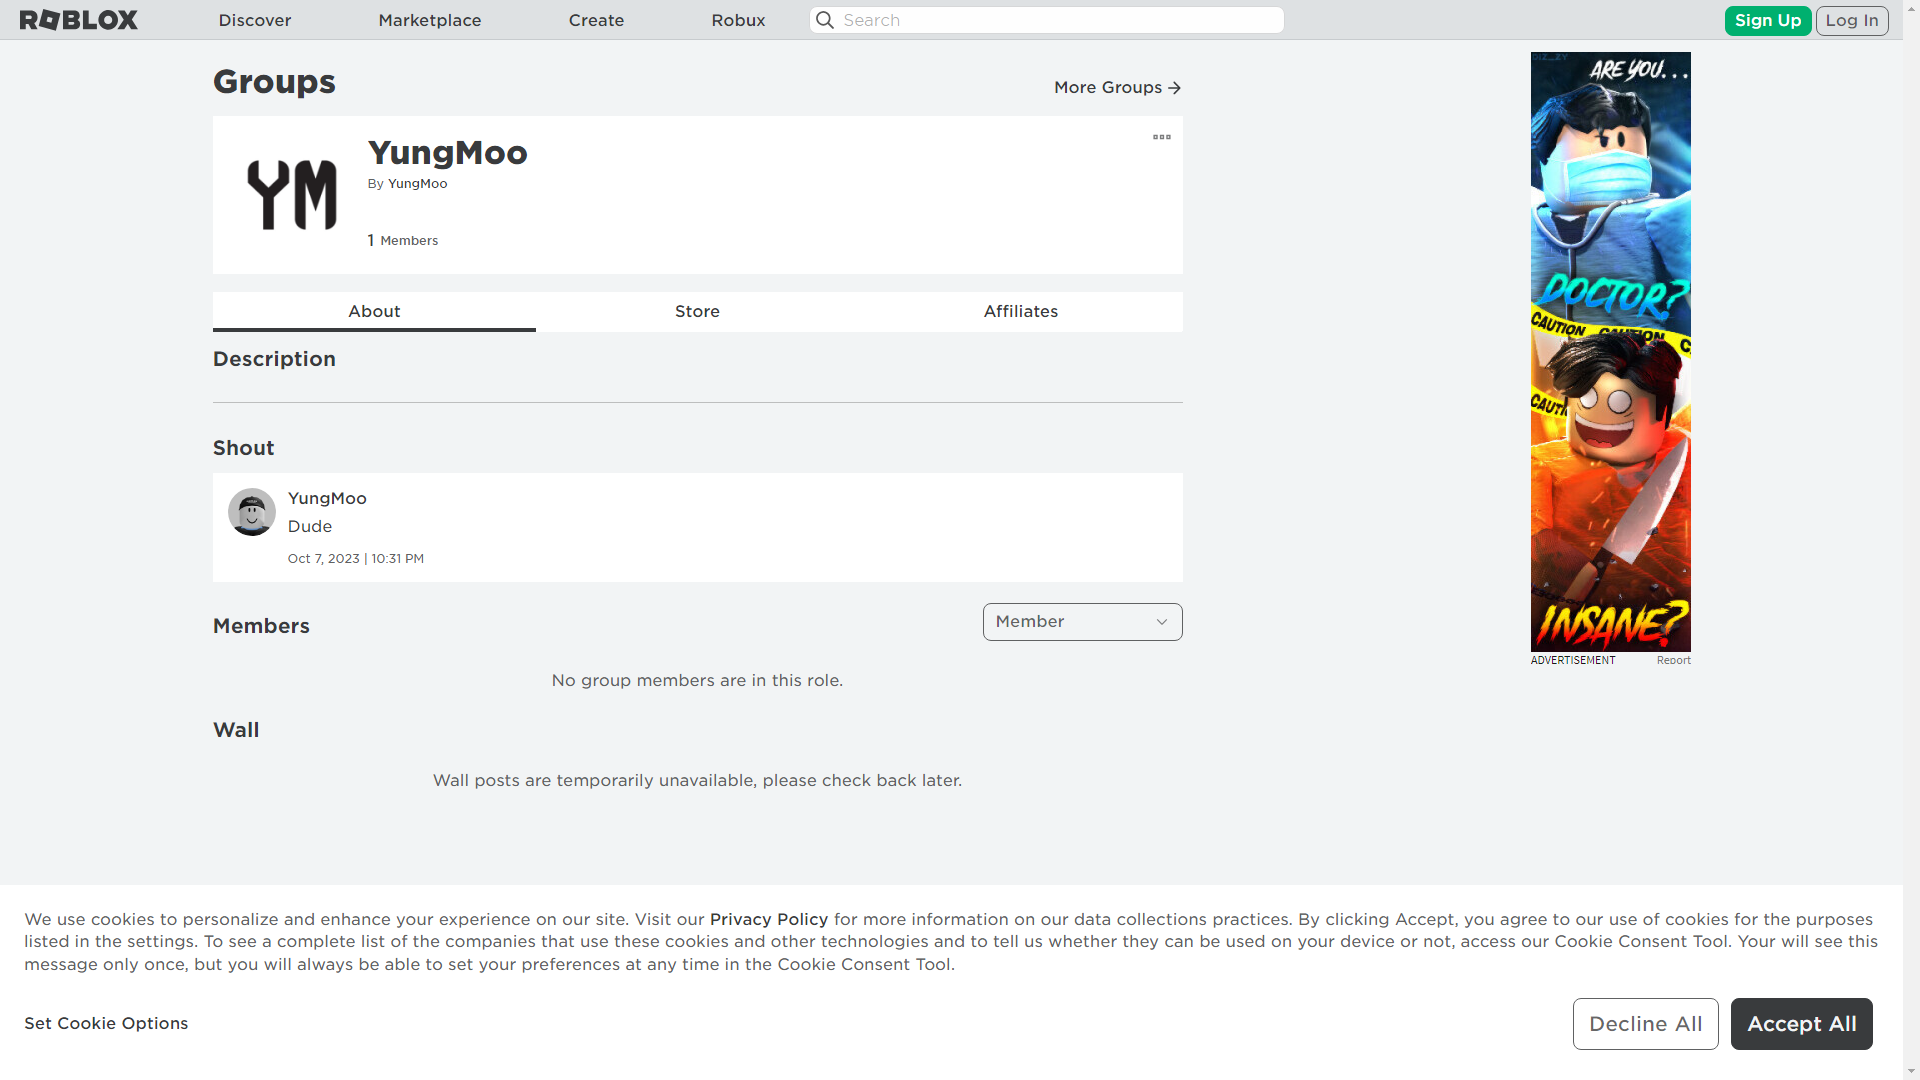 ROBLOX
Discover
Marketplace
Create
Robux
Search
Sign Up
Log In
Groups
More Groups
YM
YungMoo
By YungMoo
1 Members
About
Store
Affiliates
Description
Shout
YungMoo
Dude
Oct 7, 2023 | 10:31 PM
Members
Member
No group members are in this role.
Wall
Wall posts are temporarily unavailable, please check back later.
ARE YOU...
DOCTOR?
CAUTION CAUTION C
CAUTI
INSANE?
ADVERTISEMENT
Report
We use cookies to personalize and enhance your experience on our site. Visit our Privacy Policy for more information on our data collections practices. By clicking Accept, you agree to our use of cookies for the purposes
listed in the settings. To see a complete list of the companies that use these cookies and other technologies and to tell us whether they can be used on your device or not, access our Cookie Consent Tool. Your will see this
message only once, but you will always be able to set your preferences at any time in the Cookie Consent Tool.
Set Cookie Options
Decline All
Accept All